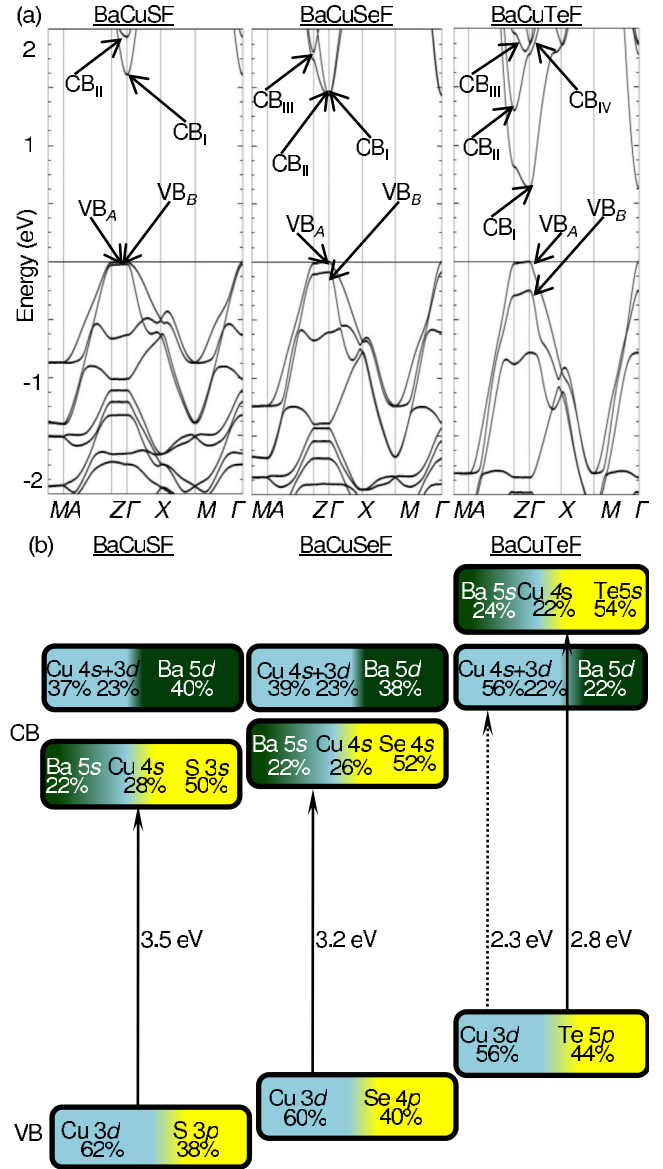 (a) BaCuSF BaCuSeF BaCuTeF
2
CB_II CB_I CB_III CB_II CB_I CB_III CB_IV CB_II CB_I
1
VB_A VB_B VB_A VB_B VB_A VB_B
Energy (eV)
-1
-2
MA ZΓ X M Γ MA ZΓ X M Γ MA ZΓ X M Γ
(b) BaCuSF BaCuSeF BaCuTeF
Ba 5s Cu 4s Te5s
24% 22% 54%
Cu 4s+3d Ba 5d Cu 4s+3d Ba 5d Cu 4s+3d Ba 5d
37% 23% 40% 39% 23% 38% 56%22% 22%
CB
Ba 5s Cu 4s Se 4s
22% 26% 52%
Ba 5s Cu 4s S 3s
22% 28% 50%
3.5 eV 3.2 eV 2.3 eV 2.8 eV
Cu 3d Te 5p
56% 44%
Cu 3d Se 4p
60% 40%
VB
Cu 3d S 3p
62% 38%